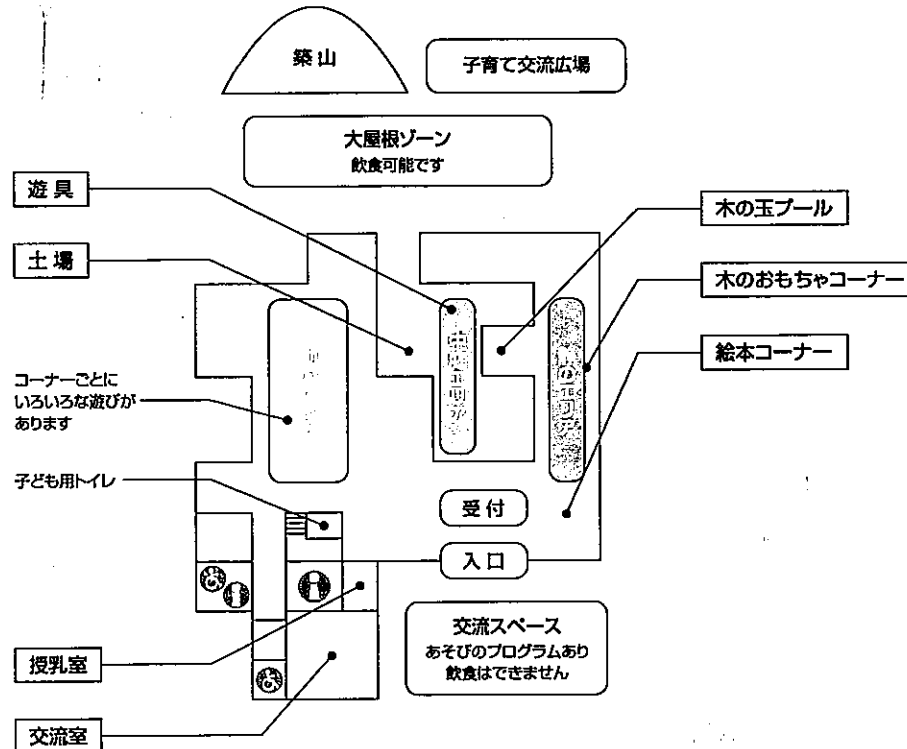 築山
子育て交流広場
大屋根ゾーン
飲食可能です
遊具
木の玉プール
土場
木のおもちゃコーナー
絵本コーナー
コーナーごとに
いろいろな遊びが
あります
子ども用トイレ
受付
入口
交流スペース
あそびのプログラムあり
飲食はできません
授乳室
交流室